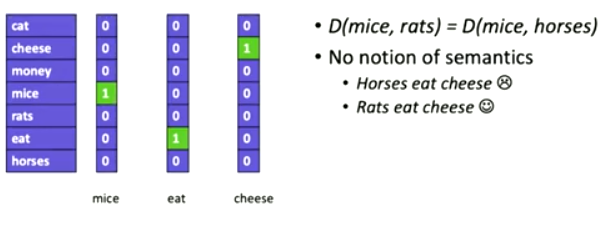 cat 0 0 0
cheese 0 0 1
money 0 0 0
mice 1 0 0
rats 0 0 0
eat 0 1 0
horses 0 0 0
mice eat cheese
• D(mice, rats) = D(mice, horses)
• No notion of semantics
• Horses eat cheese ☹
• Rats eat cheese ☺